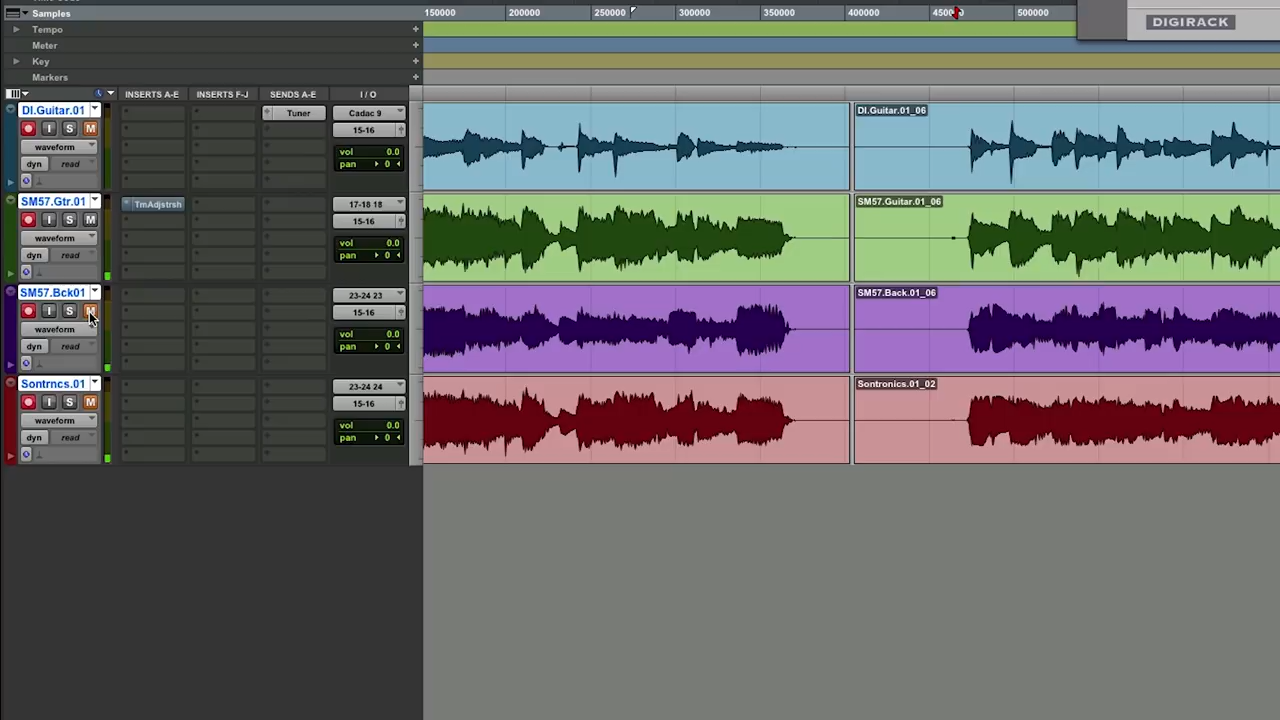 Samples 150000 200000 250000 300000 350000 400000 500000
DIGIRACK
Tempo
Meter
Key
Markers
INSERTS A-E INSERTS F-J SENDS A-E I / O
DI.Guitar.01 Tuner Cadac 9 DI.Guitar.01_06
I S M 15-16
waveform vol 0.0
dyn read pan 0
SM57.Gtr.01 TmAdjstrsh 17-18 18 SM57.Guitar.01_06
I S M 15-16
waveform vol 0.0
dyn read pan 0
SM57.Bck01 23-24 23 SM57.Back.01_06
I S M 15-16
waveform vol 0.0
dyn read pan 0
Sontrncs.01 23-24 24 Sontronics.01_02
I S M 15-16
waveform vol 0.0
dyn read pan 0